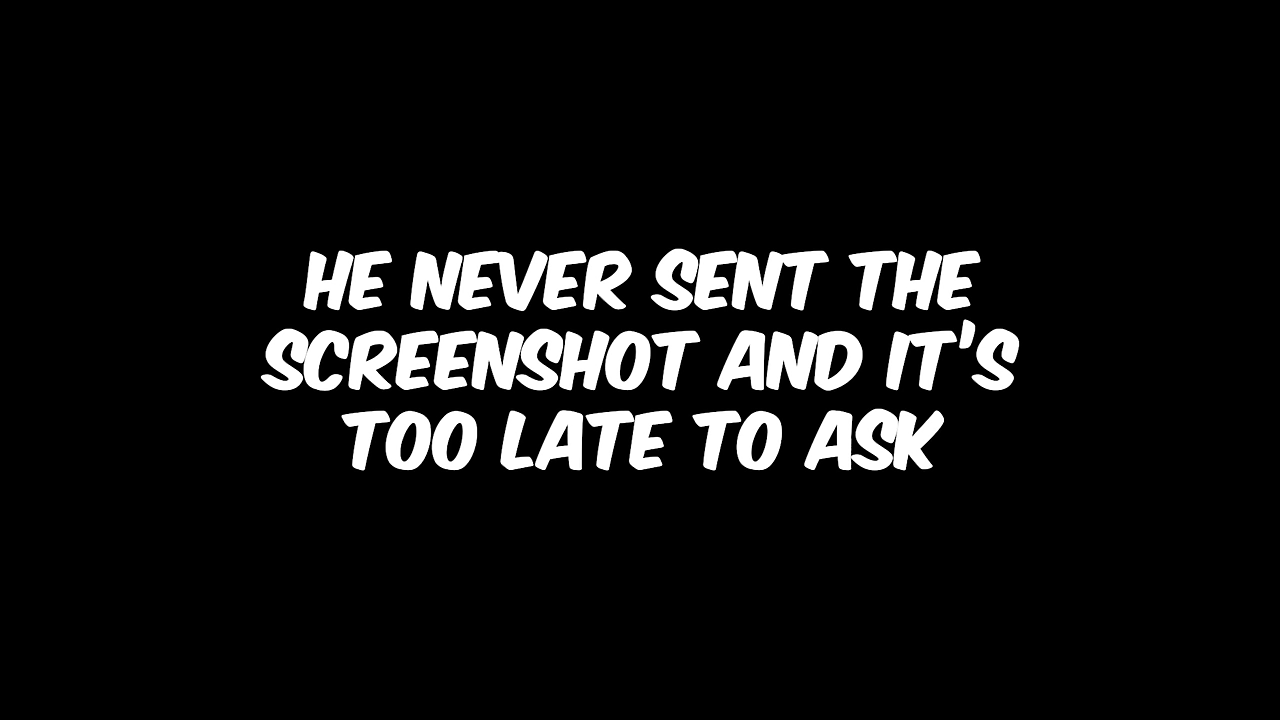 HE NEVER SENT THE
SCREENSHOT AND IT'S
TOO LATE TO ASK